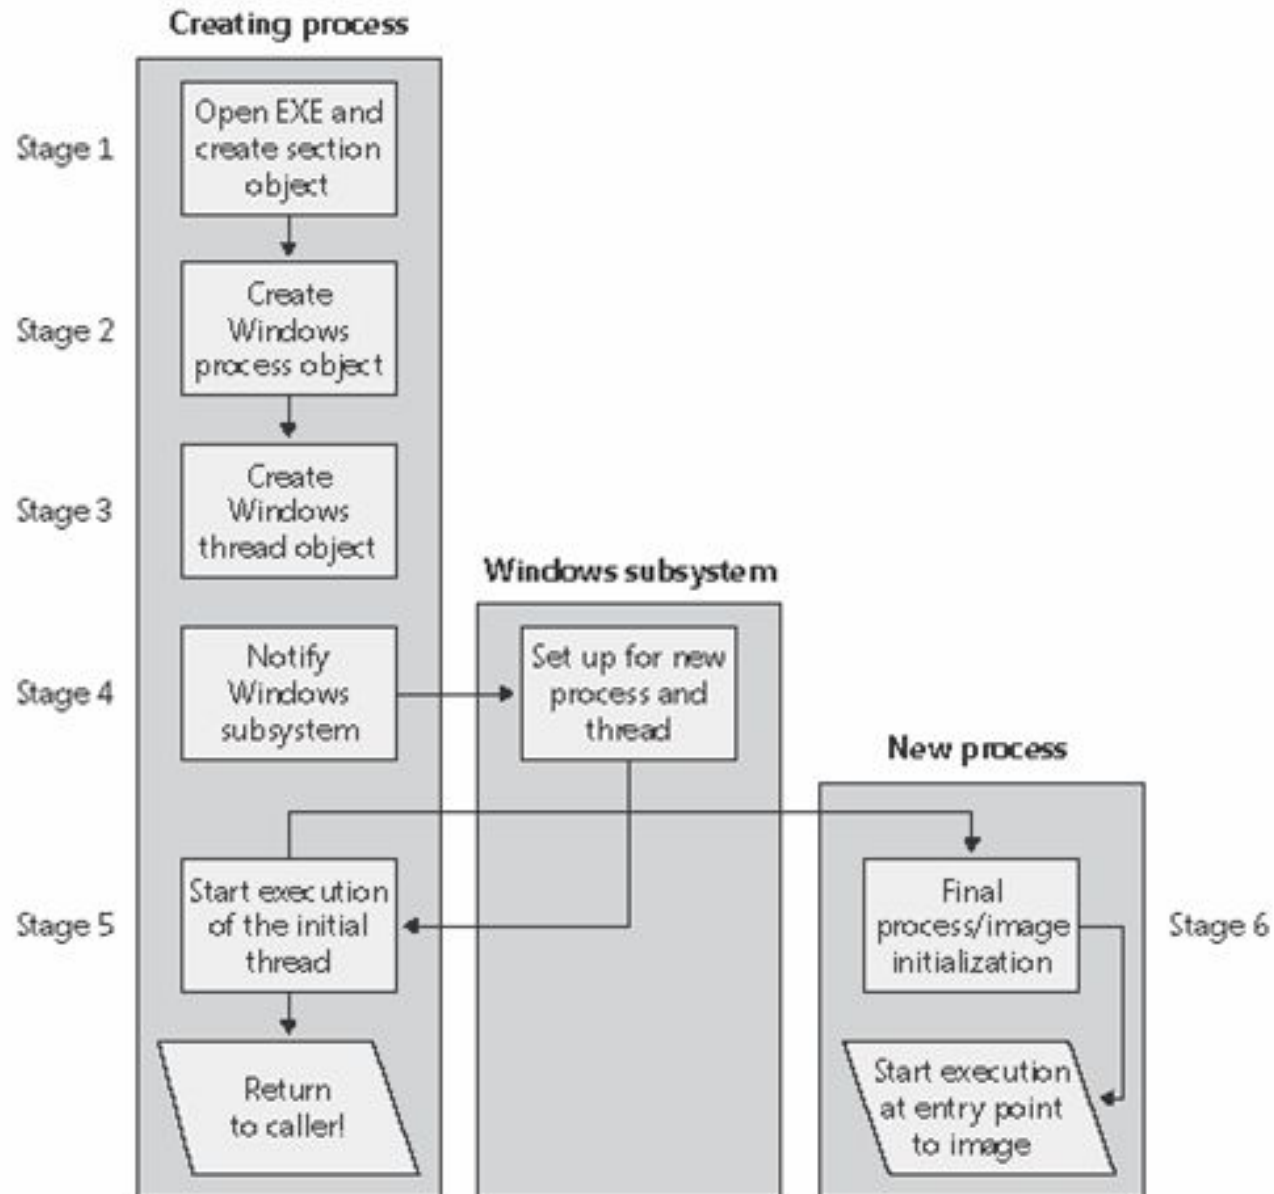 Creating process
Stage 1
Open EXE and
create section
object
Stage 2
Create
Windows
process object
Stage 3
Create
Windows
thread object
Windows subsystem
Stage 4
Notify
Windows
subsystem
Set up for new
process and
thread
New process
Stage 5
Start execution
of the initial
thread
Final
process/image
initialization
Stage 6
Return
to caller!
Start execution
at entry point
to image